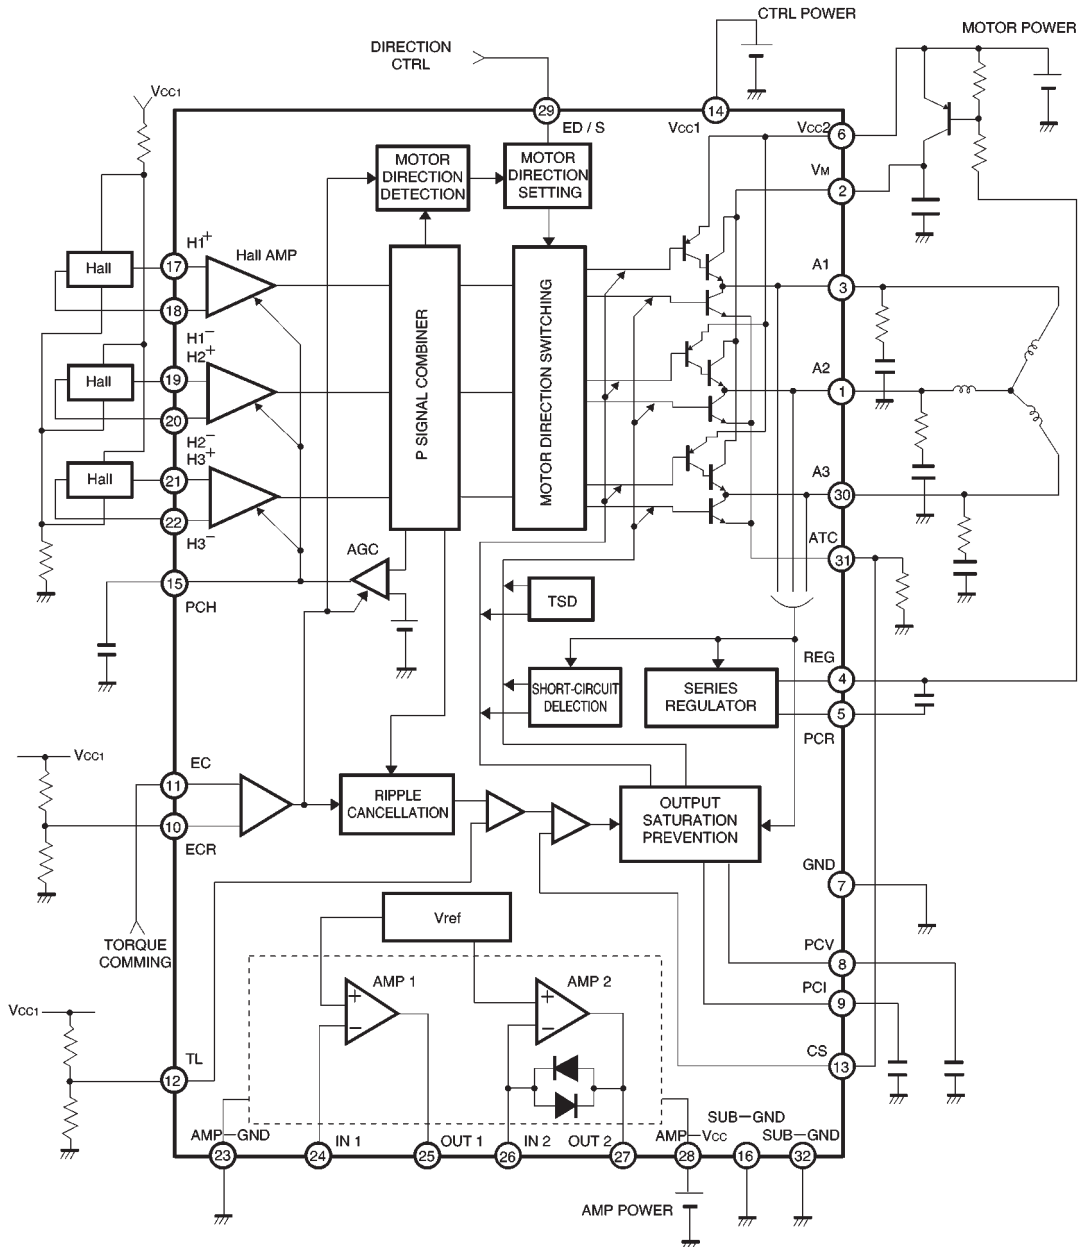 CTRL POWER
MOTOR POWER
DIRECTION
CTRL
VCC1
29
ED / S
14
VCC1
VCC2
6
VM
2
MOTOR
DIRECTION
DETECTION
MOTOR
DIRECTION
SETTING
H1+
Hall AMP
Hall
17
18
H1−
H2+
Hall
19
20
H2−
H3+
Hall
21
22
H3−
P SIGNAL COMBINER
MOTOR DIRECTION SWITCHING
A1
3
A2
1
A3
30
ATC
31
AGC
15
PCH
TSD
SHORT-CIRCUIT
DELECTION
SERIES
REGULATOR
REG
4
5
PCR
VCC1
EC
11
10
ECR
RIPPLE
CANCELLATION
OUTPUT
SATURATION
PREVENTION
GND
7
TORQUE
COMMING
Vref
PCV
8
PCI
9
AMP 1
+
−
AMP 2
+
−
VCC1
TL
12
CS
13
AMP−GND
23
24
IN 1
25
OUT 1
26
IN 2
OUT 2
27
AMP−VCC
28
SUB−GND
16
SUB−GND
32
AMP POWER